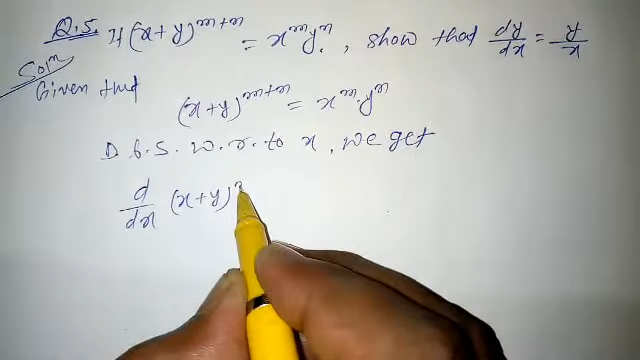 Q.5. If (x+y)^{m+n} = x^m y^n, show that dy/dx = y/x
Soln
Given that
(x+y)^{m+n} = x^m.y^n
D.b.s. w.r.to x, we get
d/dx (x+y)